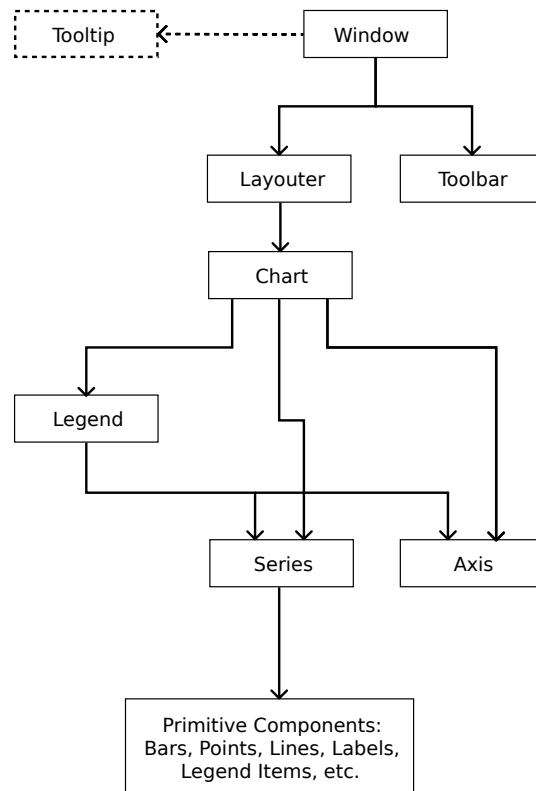 Tooltip
Window
Layouter
Toolbar
Chart
Legend
Series
Axis
Primitive Components:
Bars, Points, Lines, Labels,
Legend Items, etc.